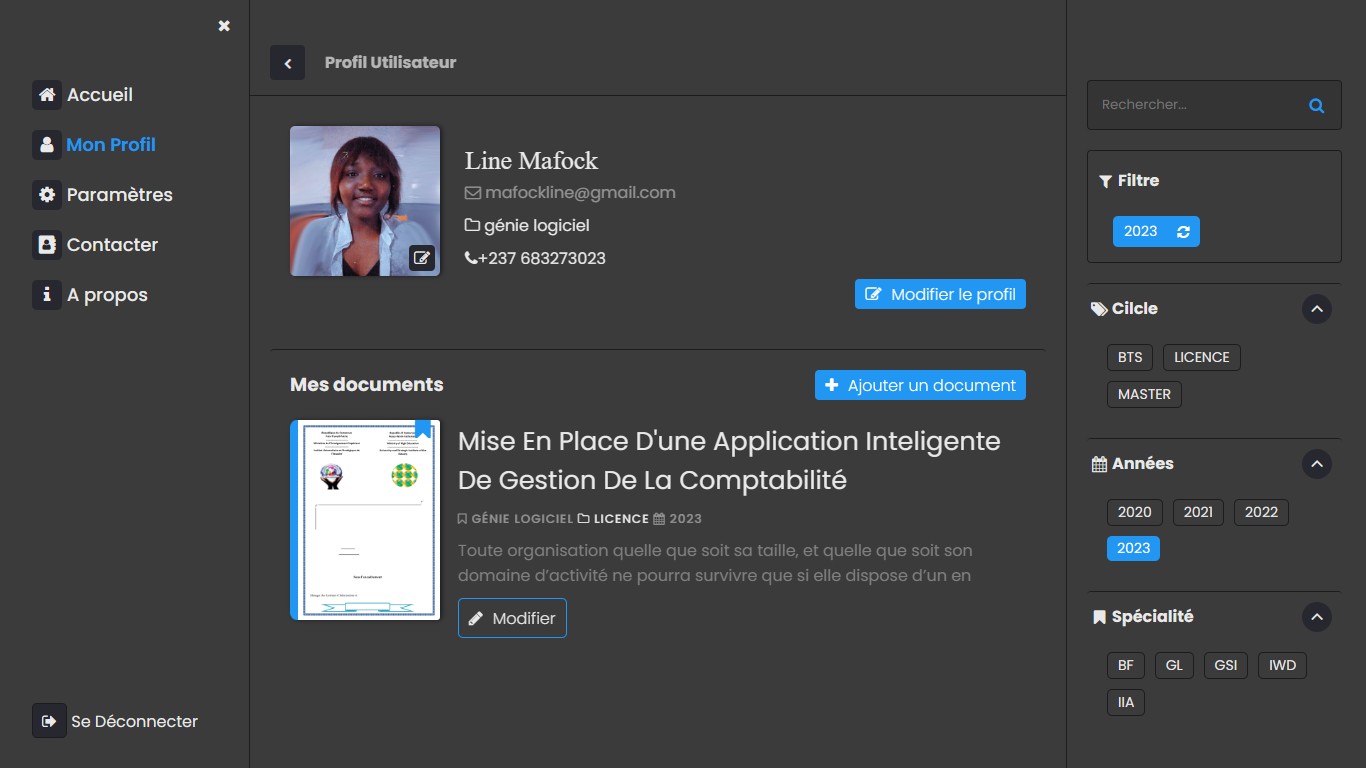 Accueil
Mon Profil
Paramètres
Contacter
A propos
Se Déconnecter
Profil Utilisateur
Line Mafock
mafockline@gmail.com
génie logiciel
+237 683273023
Modifier le profil
Mes documents
Ajouter un document
Mise En Place D'une Application Inteligente
De Gestion De La Comptabilité
GÉNIE LOGICIEL LICENCE 2023
Toute organisation quelle que soit sa taille, et quelle que soit son
domaine d’activité ne pourra survivre que si elle dispose d’un en
Modifier
Rechercher...
Filtre
2023
Cilcle
BTS LICENCE
MASTER
Années
2020 2021 2022
2023
Spécialité
BF GL GSI IWD
IIA